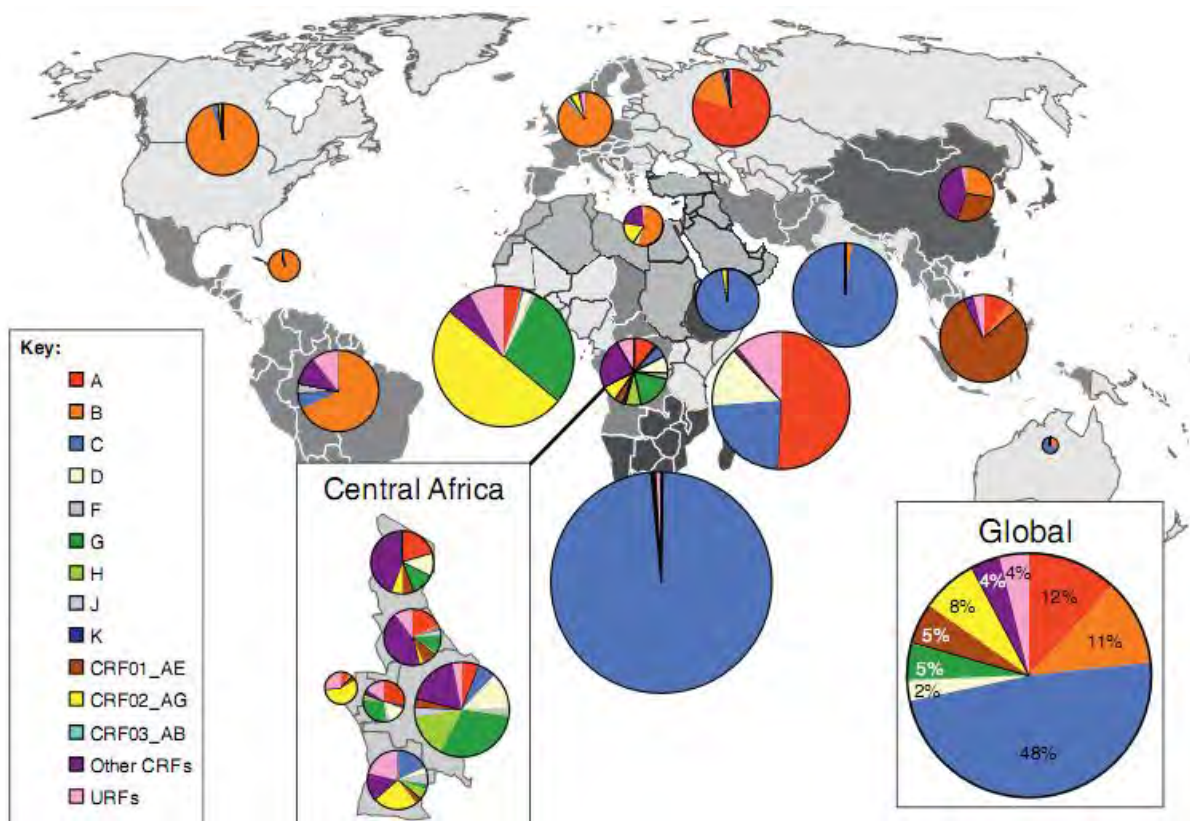 Key:
A
B
C
D
F
G
H
J
K
CRF01_AE
CRF02_AG
CRF03_AB
Other CRFs
URFs
Central Africa
Global
4%
4%
12%
8%
11%
5%
5%
2%
48%